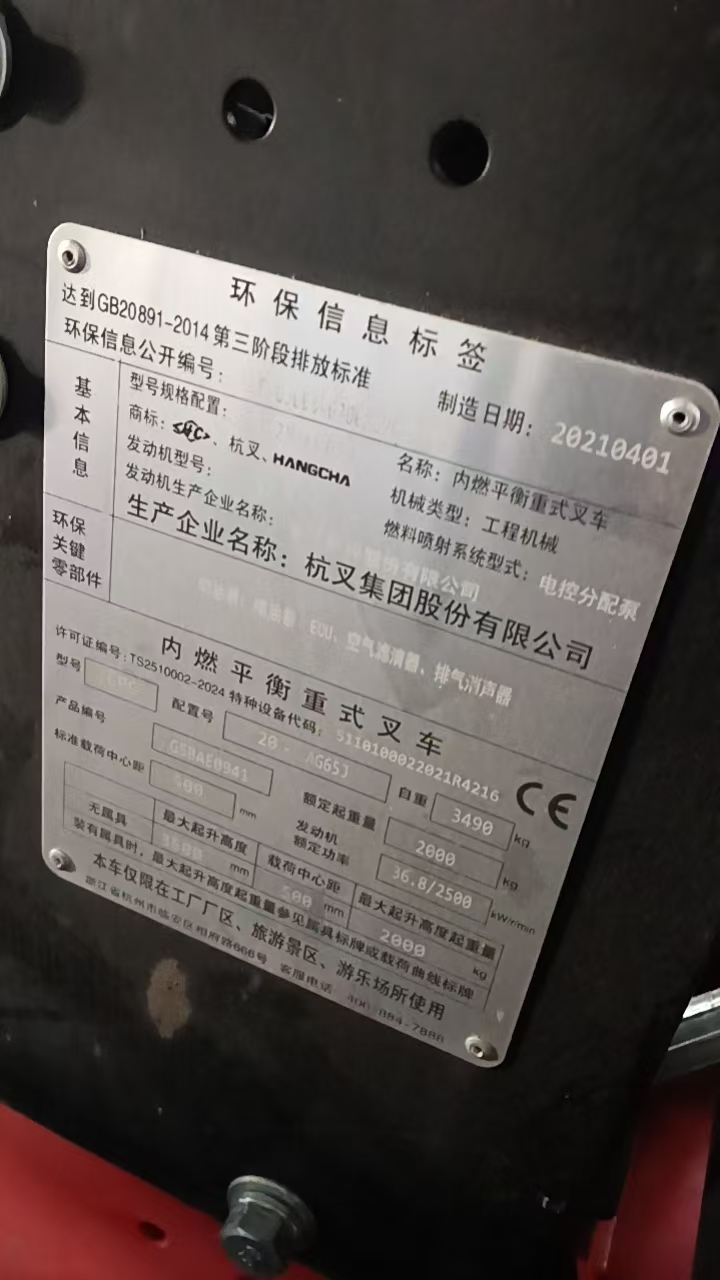 环保信息标签
达到GB20891-2014第三阶段排放标准
环保信息公开编号：
制造日期：20210401
基本信息
型号规格配置：
名称：内燃平衡重式叉车
商标：、杭叉、HANGCHA
机械类型：工程机械
发动机型号：
燃料喷射系统型式：电控分配泵
发动机生产企业名称：
股份有限公司
生产企业名称：杭叉集团股份有限公司
环保关键零部件
ECU、空气滤清器、排气消声器
内燃平衡重式叉车
许可证编号：TS2510002-2024 特种设备代码：5110100022021R4216
型号
配置号 20- AG65J
自重 3490 kg
产品编号
额定起重量 2000 kg
标准载荷中心距 500 mm
发动机额定功率 36.8/2500 kW/r/min
最大起升高度
载荷中心距
最大起升高度起重量
无属具
mm
500 mm
2000 kg
装有属具时，最大起升高度起重量参见属具标牌或载荷曲线标牌
本车仅限在工厂厂区、旅游景区、游乐场所使用
浙江省杭州市临安区相府路666号 客服电话 400-884-7888
CE